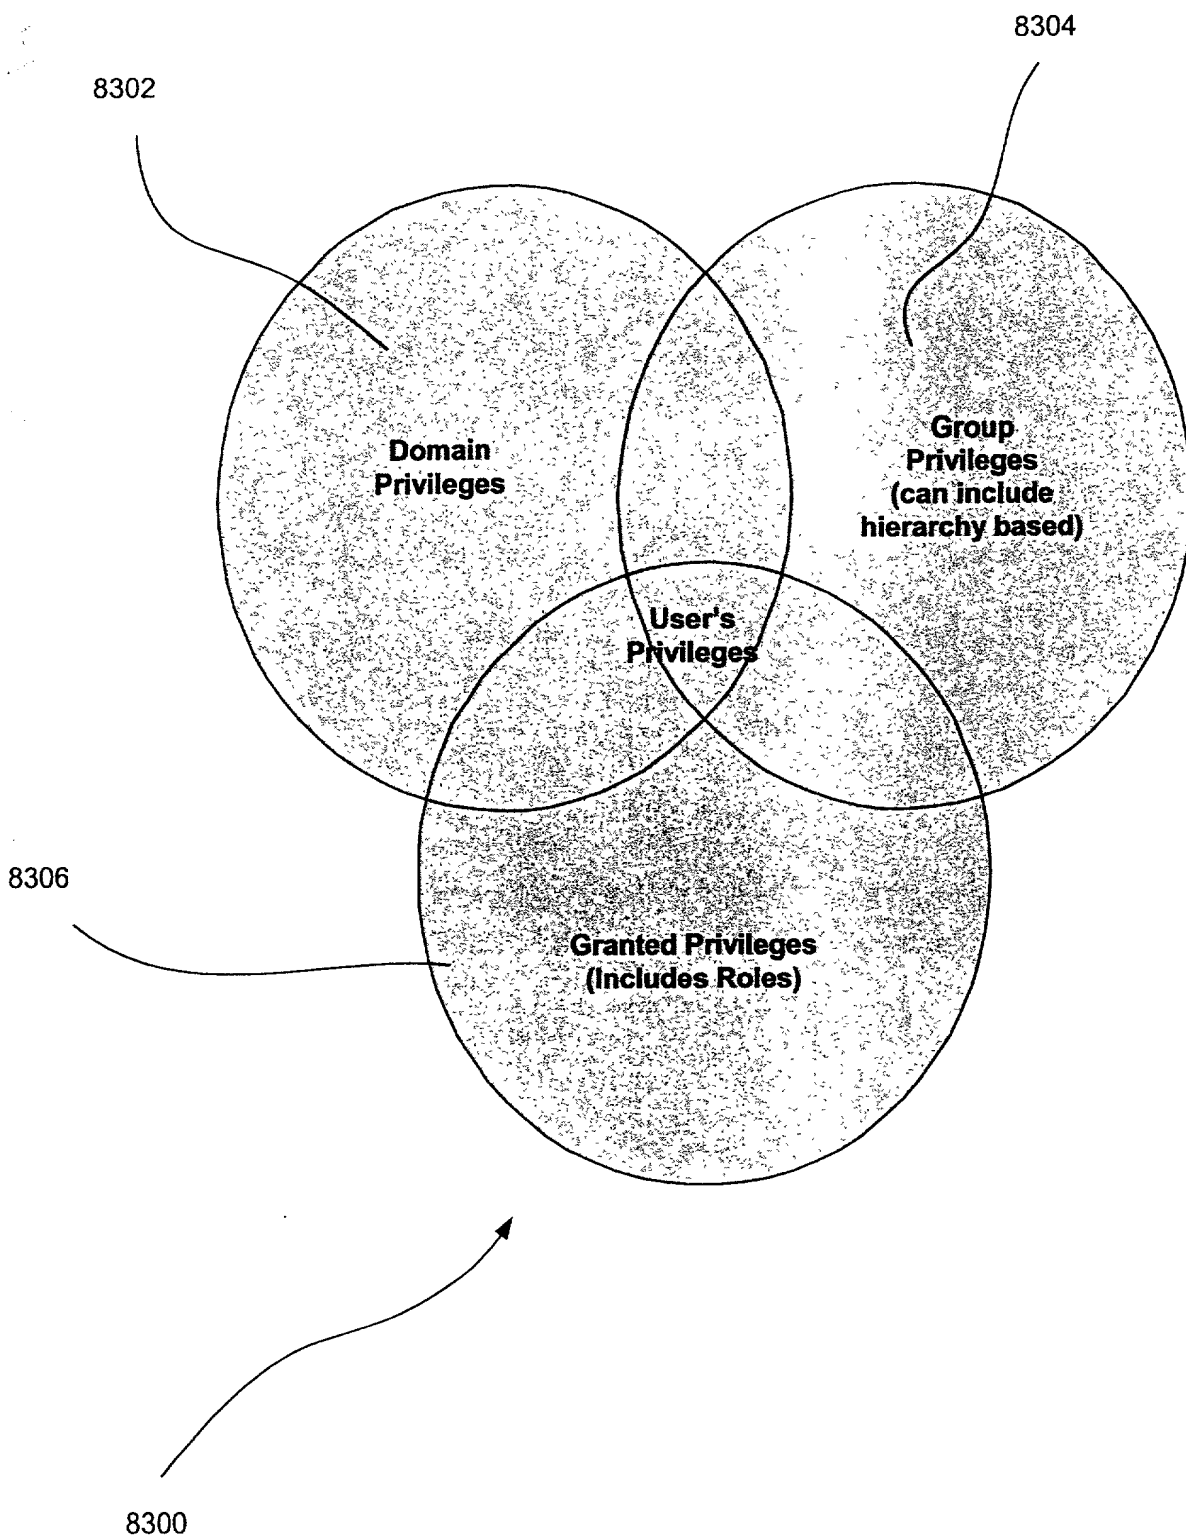 8304
8302
Domain
Privileges
Group
Privileges
(can include
hierarchy based)
User's
Privileges
8306
Granted Privileges
(Includes Roles)
8300